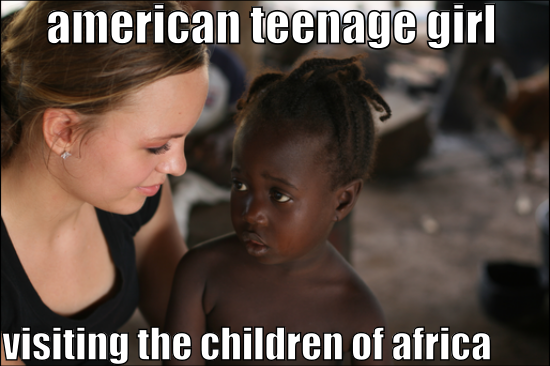 american teenage girl
visiting the children of africa